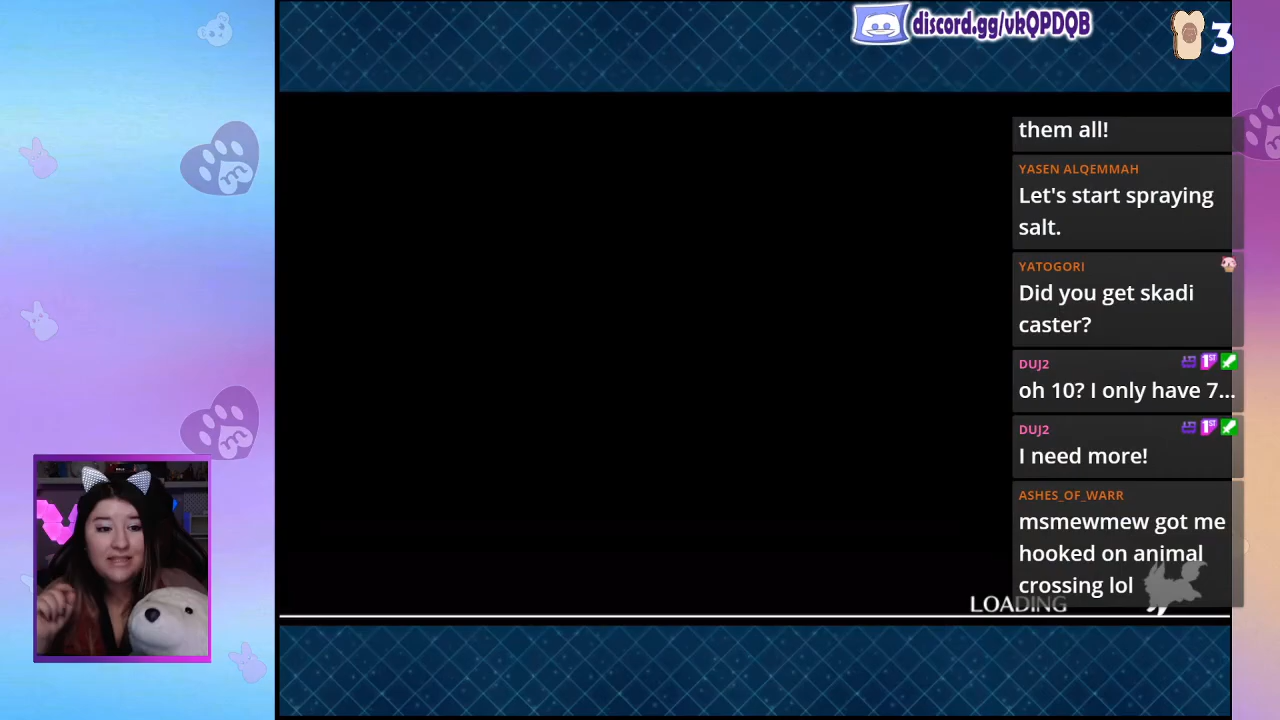 discord.gg/vkQPDQB
3
them all!
YASEN ALQEMMAH
Let's start spraying
salt.
YATOGORI
Did you get skadi
caster?
DUJ2
oh 10? I only have 7...
DUJ2
I need more!
ASHES_OF_WARR
msmewmew got me
hooked on animal
crossing lol
LOADING